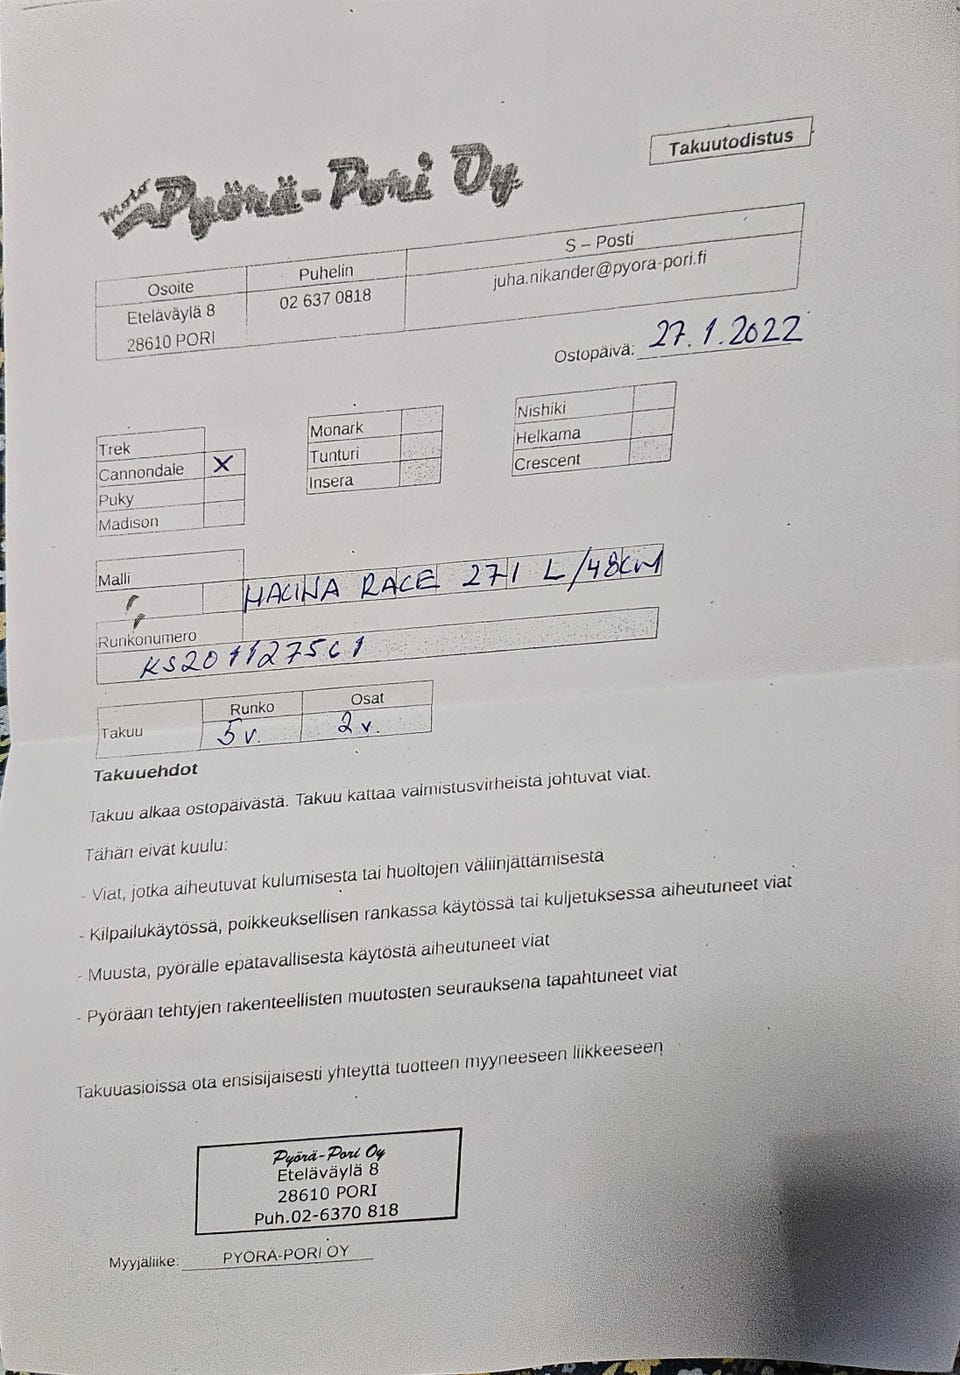 Takuutodistus
moto Pyörä-Pori Oy
Osoite Puhelin S – Posti
Eteläväylä 8 02 637 0818 juha.nikander@pyora-pori.fi
28610 PORI
Ostopäivä: 27.1.2022
Trek Monark Nishiki
Cannondale X Tunturi Helkama
Puky Insera Crescent
Madison
Malli
RACE 271 L/48CM
Runkonumero
KS2011275C1
Runko Osat
Takuu 5 v. 2 v.
Takuuehdot
Takuu alkaa ostopäivästä. Takuu kattaa valmistusvirheistä johtuvat viat.
Tähän eivät kuulu:
- Viat, jotka aiheutuvat kulumisesta tai huoltojen väliinjättämisestä
- Kilpailukäytössä, poikkeuksellisen rankassa käytössä tai kuljetuksessa aiheutuneet viat
- Muusta, pyörälle epätavallisesta käytöstä aiheutuneet viat
- Pyörään tehtyjen rakenteellisten muutosten seurauksena tapahtuneet viat
Takuuasioissa ota ensisijaisesti yhteyttä tuotteen myyneeseen liikkeeseen
Pyörä-Pori Oy
Eteläväylä 8
28610 PORI
Puh.02-6370 818
Myyjäliike: PYÖRÄ-PORI OY